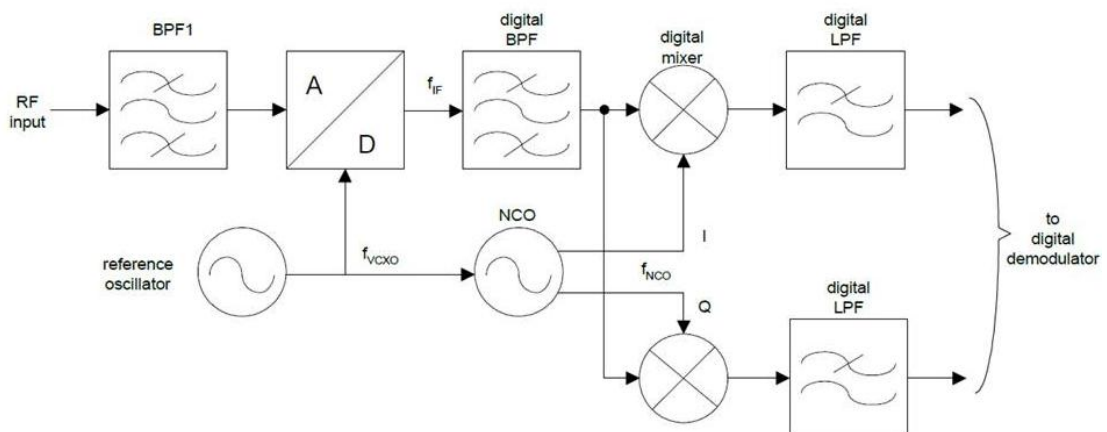 BPF1
digital
BPF
digital
mixer
digital
LPF
RF
input
A
D
f_IF
NCO
reference
oscillator
f_VCXO
I
f_NCO
Q
digital
LPF
to
digital
demodulator